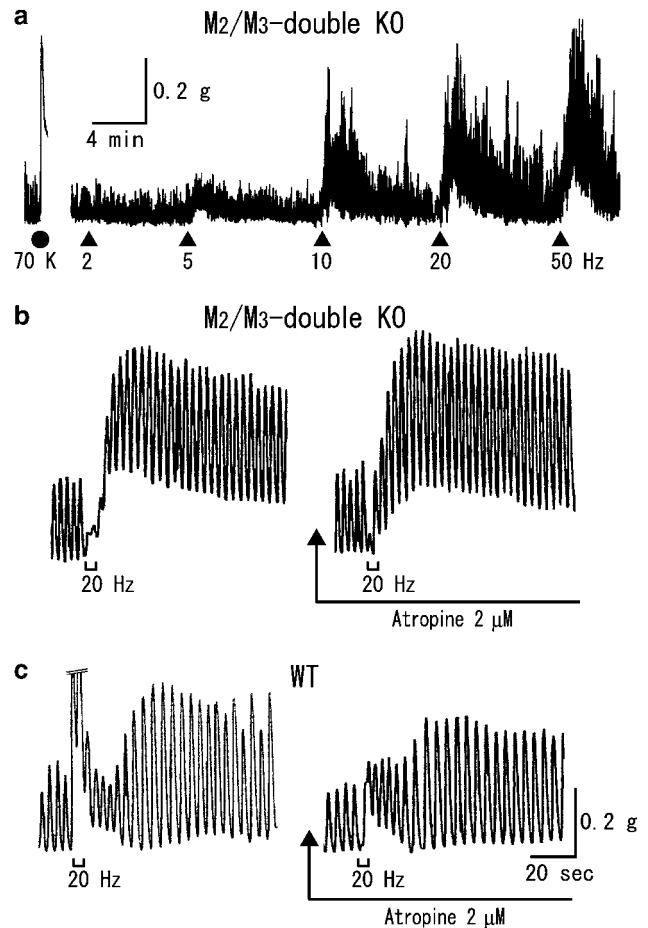 a
M2/M3-double KO
0.2 g
4 min
70 K 2 5 10 20 50 Hz
b
M2/M3-double KO
20 Hz 20 Hz
Atropine 2 μM
c
WT
20 Hz 20 Hz
0.2 g
20 sec
Atropine 2 μM